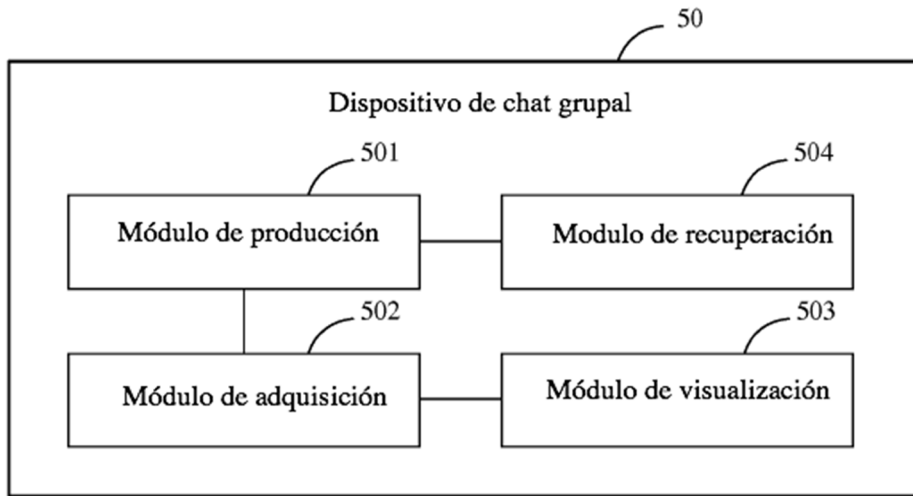 50
Dispositivo de chat grupal
501
504
Módulo de producción
Modulo de recuperación
502
503
Módulo de adquisición
Módulo de visualización